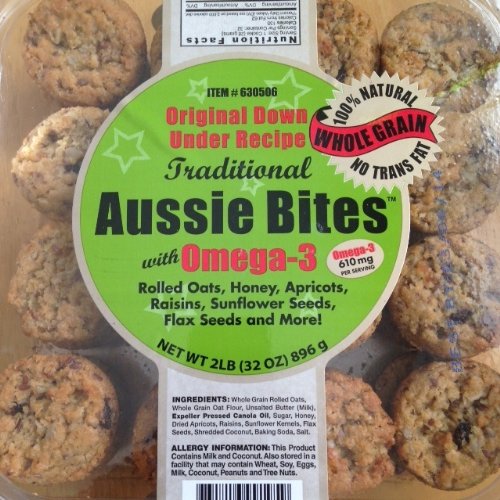 Nutrition Facts
ITEM # 630506
Original Down
Under Recipe
Traditional
Aussie Bites™
with Omega-3
100% NATURAL
WHOLE GRAIN
NO TRANS FAT
Omega-3
610 mg
PER SERVING
Rolled Oats, Honey, Apricots,
Raisins, Sunflower Seeds,
Flax Seeds and More!
NET WT 2LB (32 OZ) 896 g
INGREDIENTS: Whole Grain Rolled Oats,
Whole Grain Oat Flour, Unsalted Butter (Milk),
Expeller Pressed Canola Oil, Sugar, Honey,
Dried Apricots, Raisins, Sunflower Kernels, Flax
Seeds, Shredded Coconut, Baking Soda, Salt.
ALLERGY INFORMATION: This Product
Contains Milk and Coconut. Also stored in a
facility that may contain Wheat, Soy, Eggs,
Milk, Coconut, Peanuts and Tree Nuts.